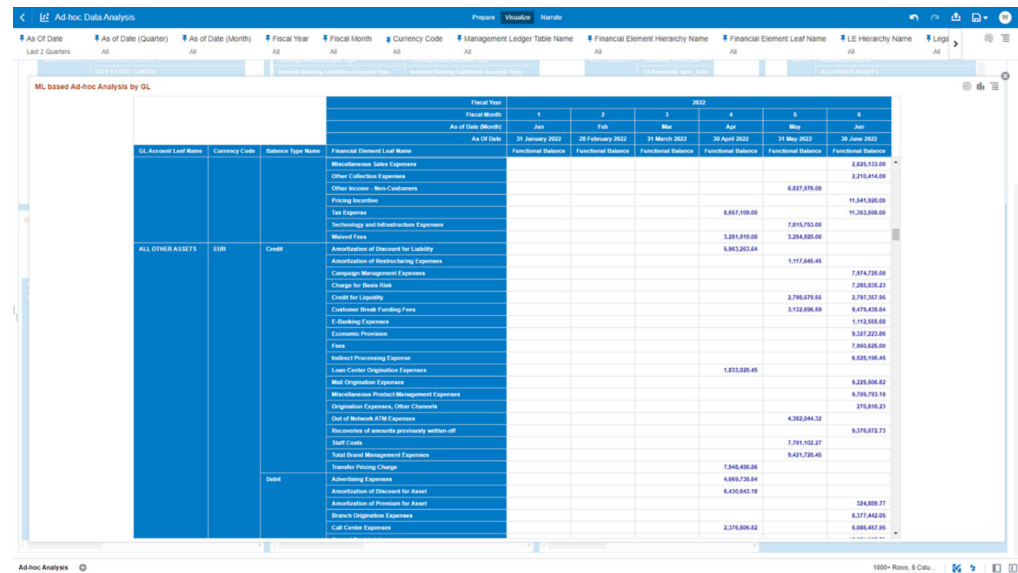 Ad-hoc Data Analysis
Prepare Visualize Narrate
W
As Of Date As of Date (Quarter) As of Date (Month) Fiscal Year Fiscal Month Currency Code Management Ledger Table Name Financial Element Hierarchy Name Financial Element Leaf Name LE Hierarchy Name Lega
Last 2 Quarters All All All All All All All All All All
ML based Ad-hoc Analysis by GL
Fiscal Year 2022
Fiscal Month 1 2 3 4 5 6
As of Date (Month) Jan Feb Mar Apr May Jun
As Of Date 31 January 2022 28 February 2022 31 March 2022 30 April 2022 31 May 2022 30 June 2022
GL Account Leaf Name Currency Code Balance Type Name Financial Element Leaf Name Functional Balance Functional Balance Functional Balance Functional Balance Functional Balance Functional Balance
Miscellaneous Sales Expenses 2,825,133.00
Other Collection Expenses 2,210,414.00
Other Income - Non-Customers 6,827,976.00
Pricing Incentive 11,541,920.00
Tax Expense 8,057,109.00 11,353,598.00
Technology and Infrastructure Expenses 7,815,753.00
Waived Fees 3,281,010.00 3,284,920.00
ALL OTHER ASSETS EUR Credit Amortization of Discount for Liability 5,963,263.64
Amortization of Restructuring Expenses 1,117,645.45
Campaign Management Expenses 7,974,725.00
Charge for Basis Risk 7,285,835.23
Credit for Liquidity 2,798,579.55 2,797,357.95
Customer Break Funding Fees 3,132,696.59 9,479,438.64
E-Banking Expenses 1,112,555.68
Economic Provision 9,327,223.86
Fees 7,950,625.00
Indirect Processing Expense 6,528,195.45
Loan Center Origination Expenses 1,833,020.45
Mail Origination Expenses 9,220,506.82
Miscellaneous Product Management Expenses 9,709,793.18
Origination Expenses, Other Channels 270,810.23
Out of Network ATM Expenses 4,362,044.32
Recoveries of amounts previously written-off 9,376,072.73
Staff Costs 7,781,102.27
Total Brand Management Expenses 9,421,720.45
Transfer Pricing Charge 7,940,498.86
Debit Advertising Expenses 4,069,738.64
Amortization of Discount for Asset 6,430,843.18
Amortization of Premium for Asset 324,889.77
Branch Origination Expenses 8,377,442.05
Call Center Expenses 2,376,806.82 5,086,457.95
Ad-hoc Analysis
1000+ Rows, 6 Colu...